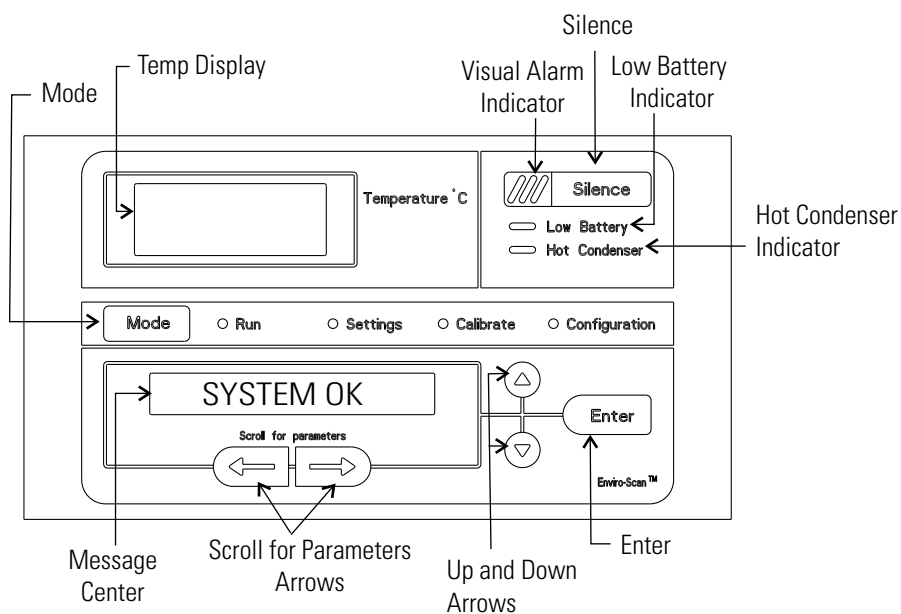 Silence
Temp Display
Visual Alarm
Indicator
Low Battery
Indicator
Mode
Temperature °C
Silence
Low Battery
Hot Condenser
Hot Condenser
Indicator
Mode
Run
Settings
Calibrate
Configuration
SYSTEM OK
Scroll for parameters
Enter
Enviro-Scan™
Message
Center
Scroll for Parameters
Arrows
Up and Down
Arrows
Enter